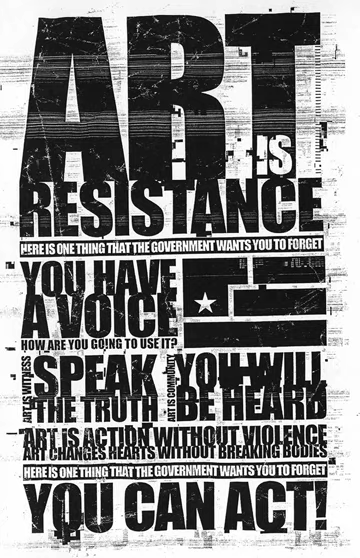 ART
IS
RESISTANCE
HERE IS ONE THING THAT THE GOVERNMENT WANTS YOU TO FORGET
YOU HAVE
A VOICE
HOW ARE YOU GOING TO USE IT?
ART IS WITNESS
SPEAK
THE TRUTH
ART IS COMMUNITY
YOU WILL
BE HEARD
ART IS ACTION WITHOUT VIOLENCE
ART CHANGES HEARTS WITHOUT BREAKING BODIES
HERE IS ONE THING THAT THE GOVERNMENT WANTS YOU TO FORGET
YOU CAN ACT!